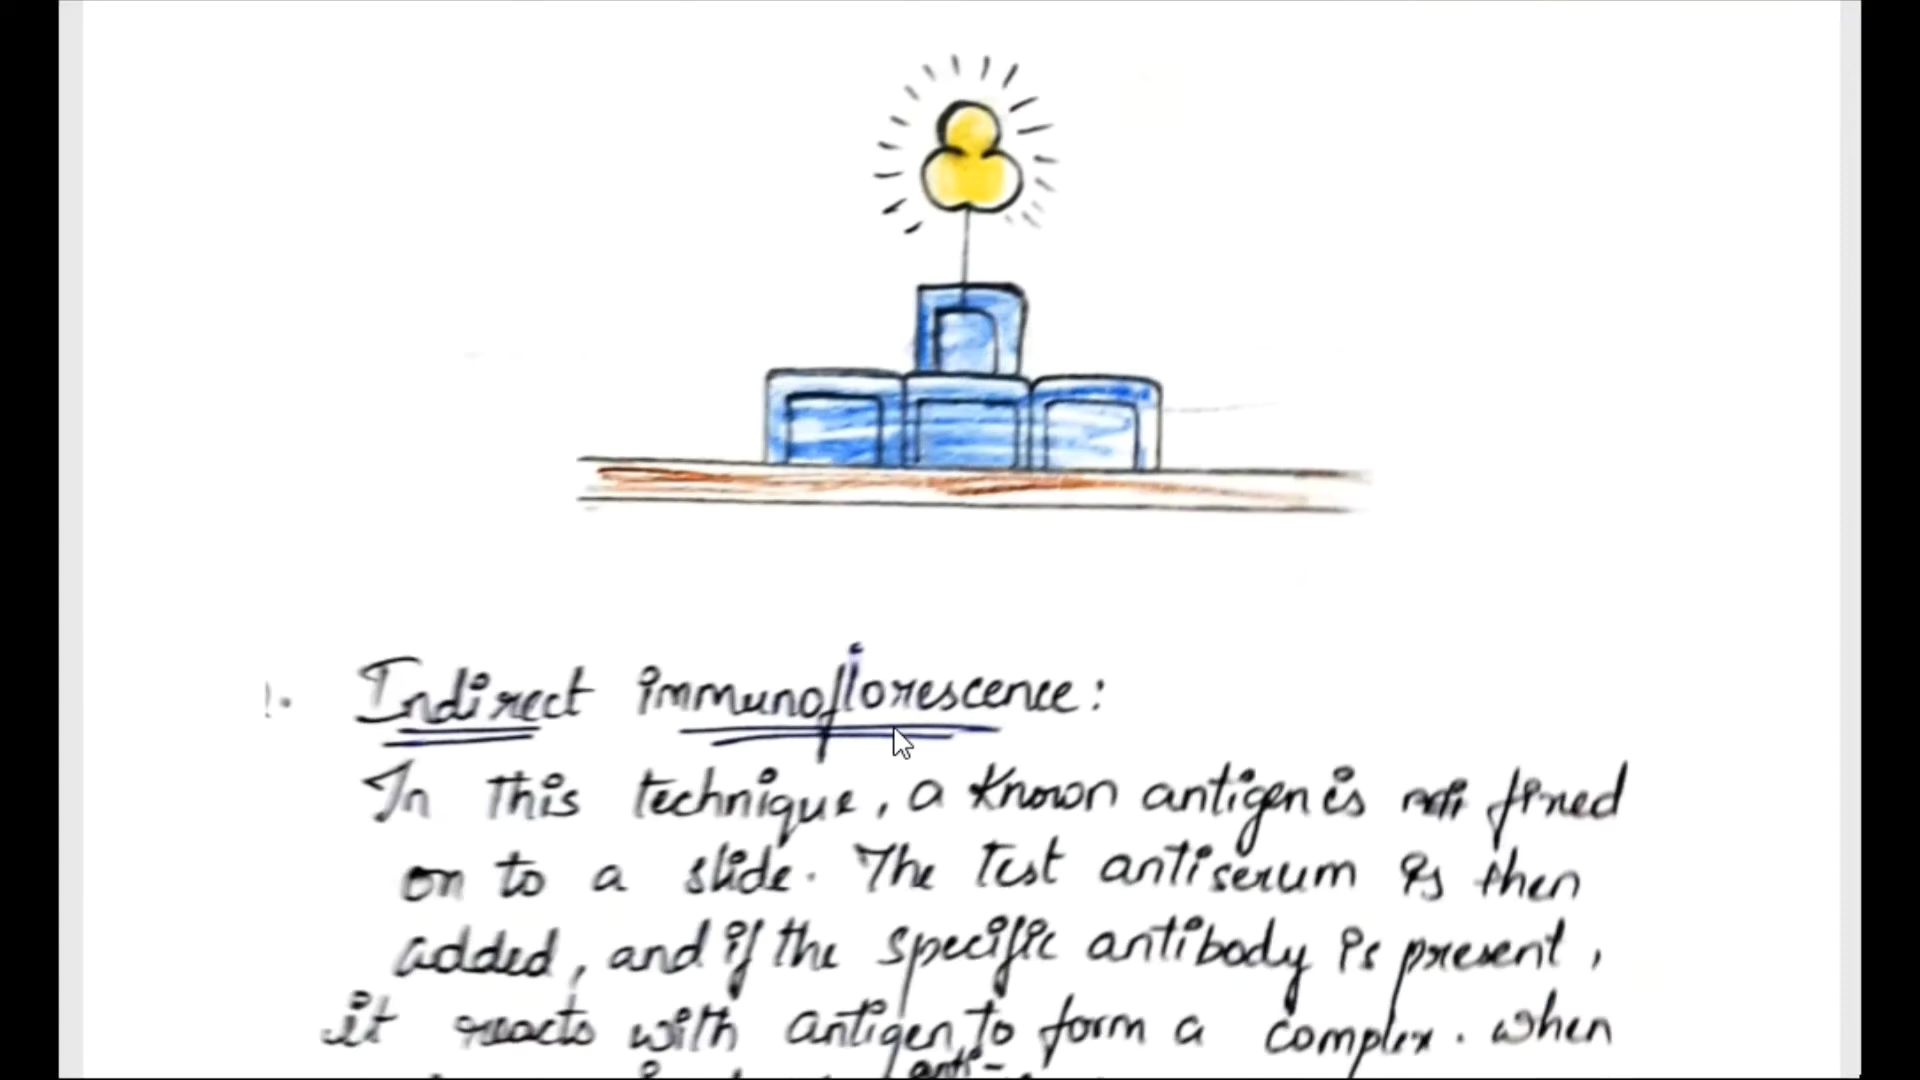 Indirect immunoflorescence:
In this technique, a known antigen is fixed
on to a slide. The test antiserum is then
added, and if the specific antibody is present,
it reacts with antigen to form a complex. when
anti-